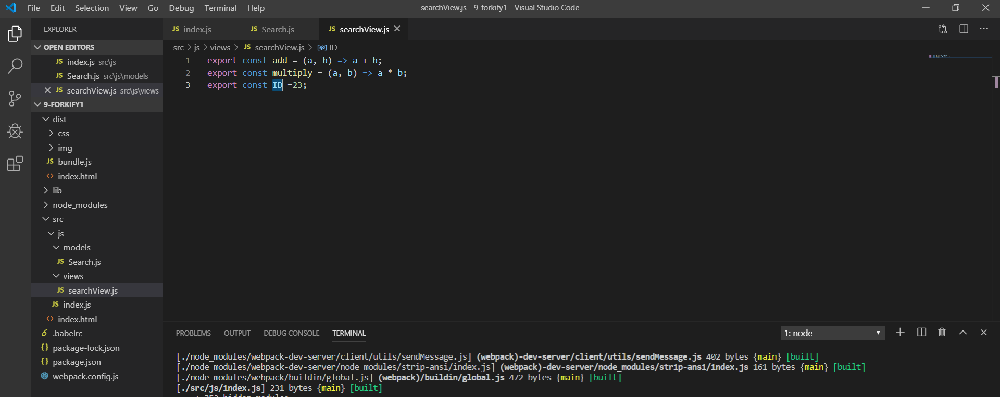 File Edit Selection View Go Debug Terminal Help
searchView.js - 9-forkify1 - Visual Studio Code
EXPLORER
OPEN EDITORS
JS index.js src\js
JS Search.js src\js\models
JS searchView.js src\js\views
9-FORKIFY1
dist
css
img
JS bundle.js
<> index.html
lib
node_modules
src
js
models
JS Search.js
views
JS searchView.js
JS index.js
<> index.html
.babelrc
{} package-lock.json
{} package.json
webpack.config.js
JS index.js
JS Search.js
JS searchView.js
src > js > views > JS searchView.js > ID
1 export const add = (a, b) => a + b;
2 export const multiply = (a, b) => a * b;
3 export const ID =23;
PROBLEMS OUTPUT DEBUG CONSOLE TERMINAL
1: node
[./node_modules/webpack-dev-server/client/utils/sendMessage.js] (webpack)-dev-server/client/utils/sendMessage.js 402 bytes {main} [built]
[./node_modules/webpack-dev-server/node_modules/strip-ansi/index.js] (webpack)-dev-server/node_modules/strip-ansi/index.js 161 bytes {main} [built]
[./node_modules/webpack/buildin/global.js] (webpack)/buildin/global.js 472 bytes {main} [built]
[./src/js/index.js] 231 bytes {main} [built]
hidden modules